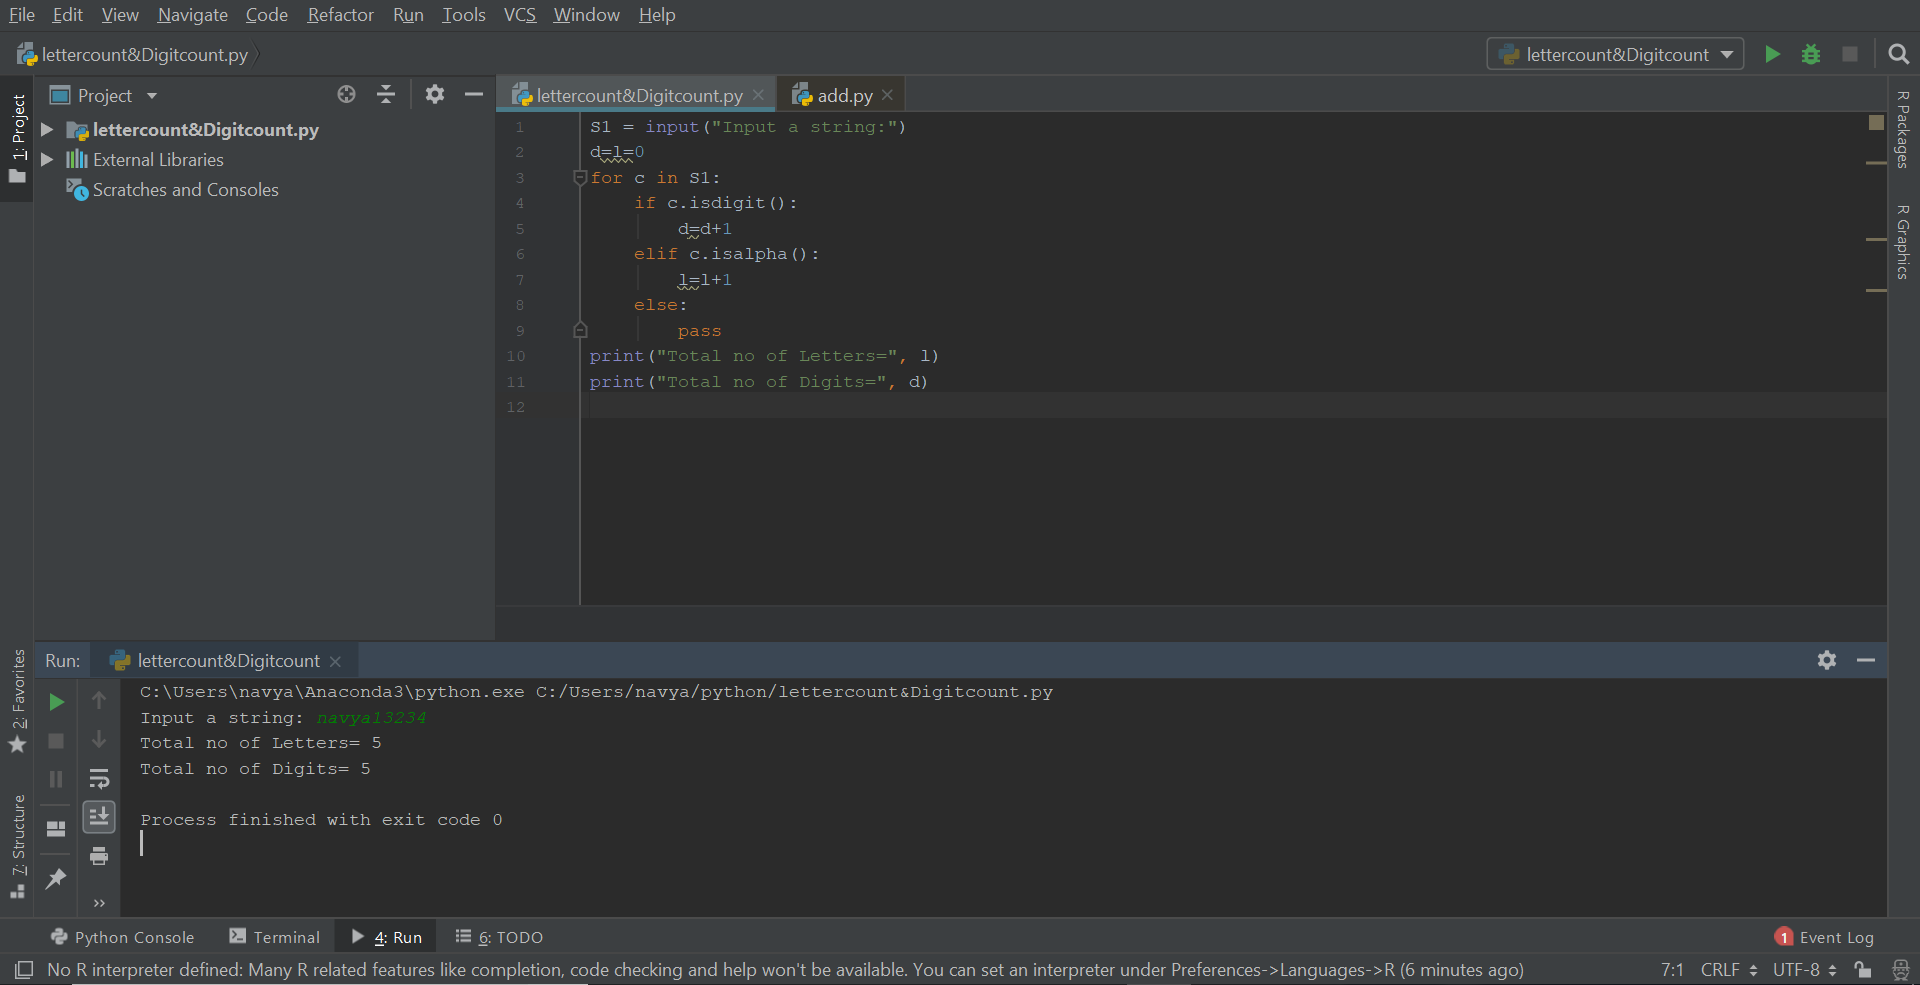 File Edit View Navigate Code Refactor Run Tools VCS Window Help
lettercount&Digitcount.py
lettercount&Digitcount
1: Project
Project
lettercount&Digitcount.py
External Libraries
Scratches and Consoles
lettercount&Digitcount.py add.py
1 S1 = input("Input a string:")
2 d=l=0
3 for c in S1:
4 if c.isdigit():
5 d=d+1
6 elif c.isalpha():
7 l=l+1
8 else:
9 pass
10 print("Total no of Letters=", l)
11 print("Total no of Digits=", d)
12
R Packages
R Graphics
2: Favorites
7: Structure
Run: lettercount&Digitcount
C:\Users\navya\Anaconda3\python.exe C:/Users/navya/python/lettercount&Digitcount.py
Input a string: navya13234
Total no of Letters= 5
Total no of Digits= 5
Process finished with exit code 0
Python Console Terminal 4: Run 6: TODO 1 Event Log
No R interpreter defined: Many R related features like completion, code checking and help won't be available. You can set an interpreter under Preferences->Languages->R (6 minutes ago) 7:1 CRLF UTF-8